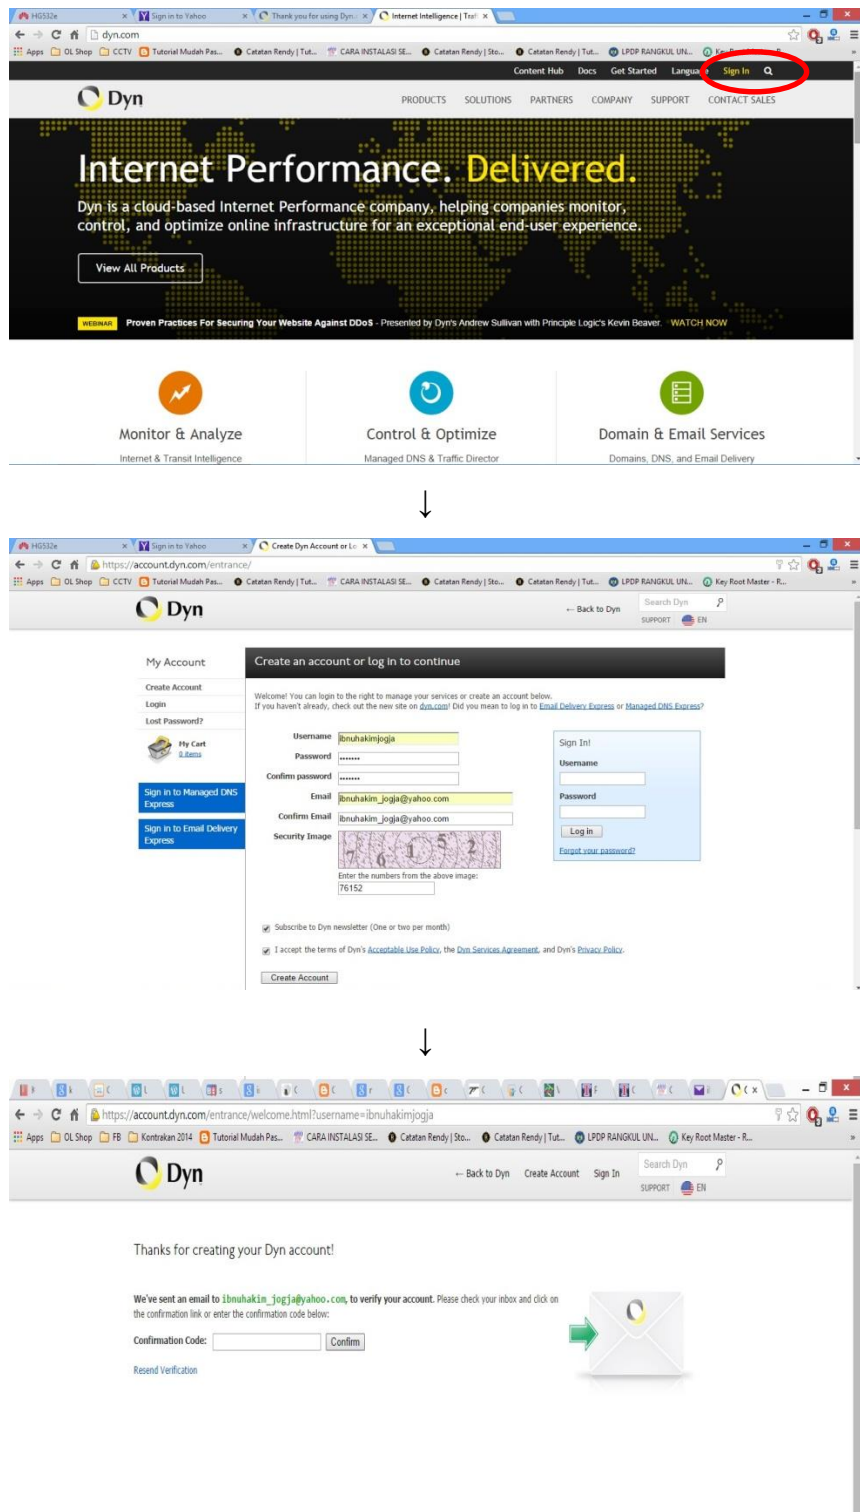 HG532e Sign in to Yahoo Thank you for using Dyn Internet Intelligence | Traf
dyn.com
Apps OL Shop CCTV Tutorial Mudah Pas... Catatan Rendy | Tut... CARA INSTALASI SE... Catatan Rendy | Sto... Catatan Rendy | Tut... LPDP RANGKUL UN... Key Root Master - R... »
Content Hub Docs Get Started Language Sign In
Dyn PRODUCTS SOLUTIONS PARTNERS COMPANY SUPPORT CONTACT SALES
Internet Performance. Delivered.
Dyn is a cloud-based Internet Performance company, helping companies monitor,
control, and optimize online infrastructure for an exceptional end-user experience.
View All Products
WEBINAR Proven Practices For Securing Your Website Against DDoS - Presented by Dyn's Andrew Sullivan with Principle Logic's Kevin Beaver. WATCH NOW
Monitor & Analyze Control & Optimize Domain & Email Services
Internet & Transit Intelligence Managed DNS & Traffic Director Domains, DNS, and Email Delivery
↓
HG532e Sign in to Yahoo Create Dyn Account or Lo
https://account.dyn.com/entrance/
Apps OL Shop CCTV Tutorial Mudah Pas... Catatan Rendy | Tut... CARA INSTALASI SE... Catatan Rendy | Sto... Catatan Rendy | Tut... LPDP RANGKUL UN... Key Root Master - R... »
Dyn ← Back to Dyn Search Dyn
SUPPORT EN
My Account
Create Account
Login
Lost Password?
My Cart
0 items
Sign in to Managed DNS
Express
Sign in to Email Delivery
Express
Create an account or log in to continue
Welcome! You can login to the right to manage your services or create an account below.
If you haven't already, check out the new site on dyn.com! Did you mean to log in to Email Delivery Express or Managed DNS Express?
Username ibnuhakimjogja
Password •••••••
Confirm password •••••••
Email ibnuhakim_jogja@yahoo.com
Confirm Email ibnuhakim_jogja@yahoo.com
Security Image 7 6 1 5 2
Enter the numbers from the above image:
76152
Sign In!
Username
Password
Log in
Forgot your password?
Subscribe to Dyn newsletter (One or two per month)
I accept the terms of Dyn's Acceptable Use Policy, the Dyn Services Agreement, and Dyn's Privacy Policy.
Create Account
↓
https://account.dyn.com/entrance/welcome.html?username=ibnuhakimjogja
Apps OL Shop FB Kontrakan 2014 Tutorial Mudah Pas... CARA INSTALASI SE... Catatan Rendy | Sto... Catatan Rendy | Tut... LPDP RANGKUL UN... Key Root Master - R... »
Dyn ← Back to Dyn Create Account Sign In Search Dyn
SUPPORT EN
Thanks for creating your Dyn account!
We've sent an email to ibnuhakim_jogja@yahoo.com, to verify your account. Please check your inbox and click on
the confirmation link or enter the confirmation code below:
Confirmation Code: Confirm
Resend Verification